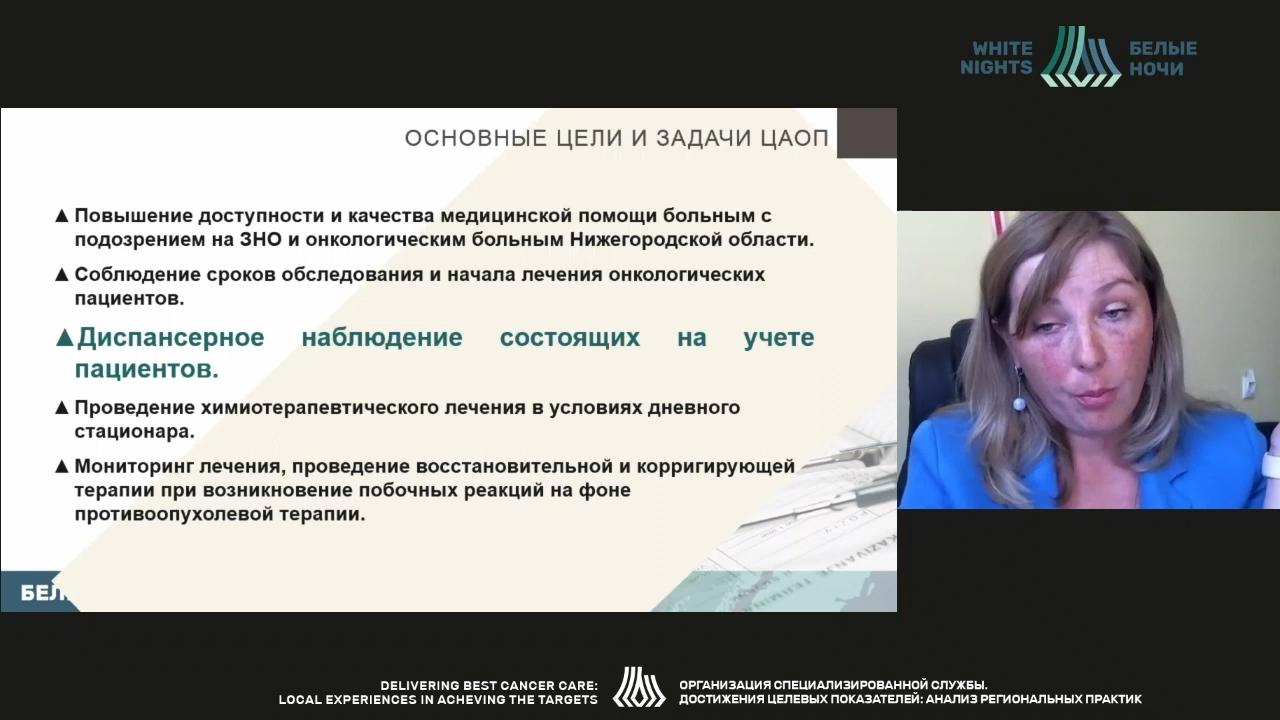 WHITE
NIGHTS
БЕЛЫЕ
НОЧИ
ОСНОВНЫЕ ЦЕЛИ И ЗАДАЧИ ЦАОП
▲Повышение доступности и качества медицинской помощи больным с
подозрением на ЗНО и онкологическим больным Нижегородской области.
▲Соблюдение сроков обследования и начала лечения онкологических
пациентов.
▲Диспансерное наблюдение состоящих на учете
пациентов.
▲Проведение химиотерапевтического лечения в условиях дневного
стационара.
▲Мониторинг лечения, проведение восстановительной и корригирующей
терапии при возникновение побочных реакций на фоне
противоопухолевой терапии.
БЕЛ
DELIVERING BEST CANCER CARE:
LOCAL EXPERIENCES IN ACHEVING THE TARGETS
ОРГАНИЗАЦИЯ СПЕЦИАЛИЗИРОВАННОЙ СЛУЖБЫ.
ДОСТИЖЕНИЯ ЦЕЛЕВЫХ ПОКАЗАТЕЛЕЙ: АНАЛИЗ РЕГИОНАЛЬНЫХ ПРАКТИК